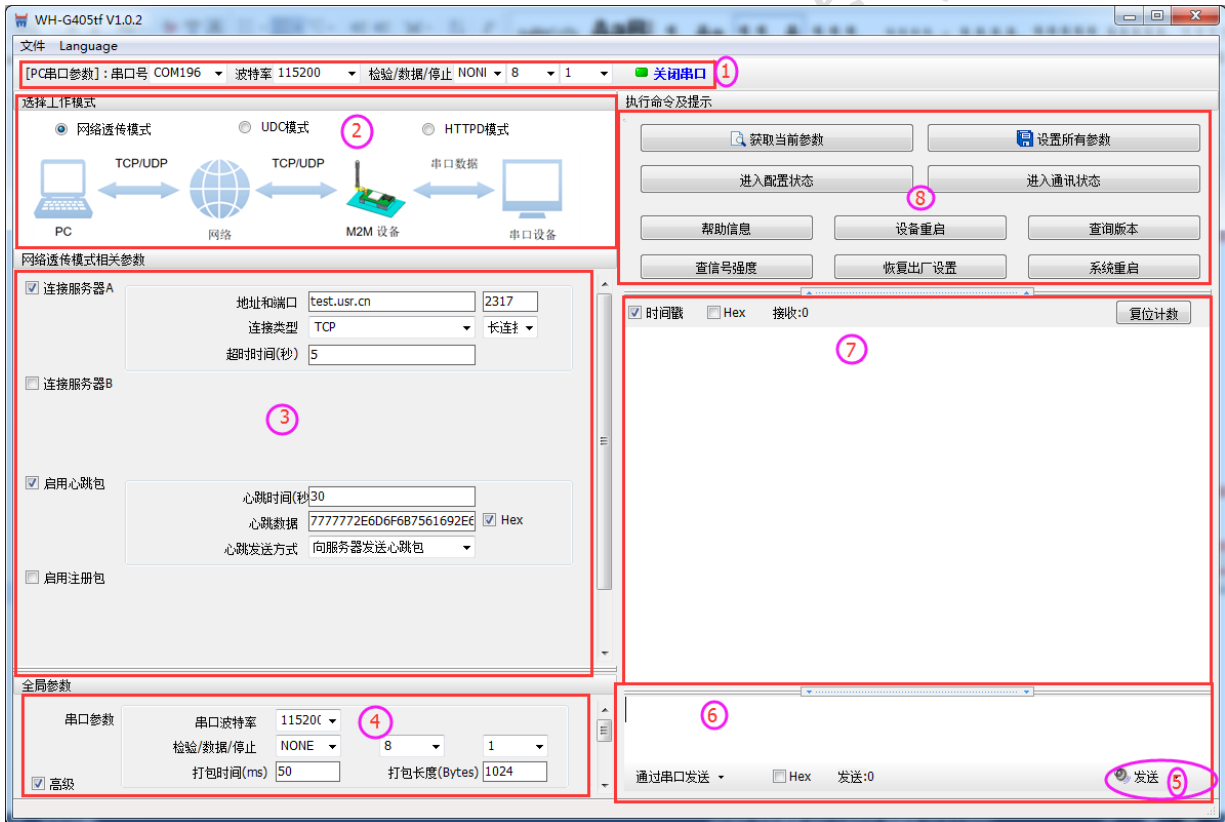 WH-G405tf V1.0.2
文件 Language
[PC串口参数]：串口号 COM196 波特率 115200 检验/数据/停止 NONI 8 1 关闭串口 1
选择工作模式
网络透传模式 UDC模式 2 HTTPD模式
TCP/UDP TCP/UDP 串口数据
PC 网络 M2M 设备 串口设备
网络透传模式相关参数
连接服务器A
地址和端口 test.usr.cn 2317
连接类型 TCP 长连接
超时时间(秒) 5
连接服务器B
3
启用心跳包
心跳时间(秒 30
心跳数据 7777772E6D6F6B7561692E6 Hex
心跳发送方式 向服务器发送心跳包
启用注册包
全局参数
串口参数 串口波特率 115200 4
检验/数据/停止 NONE 8 1
打包时间(ms) 50 打包长度(Bytes) 1024
高级
执行命令及提示
获取当前参数 设置所有参数
进入配置状态 进入通讯状态
8
帮助信息 设备重启 查询版本
查信号强度 恢复出厂设置 系统重启
时间戳 Hex 接收:0 复位计数
7
6
通过串口发送 Hex 发送:0 发送 5